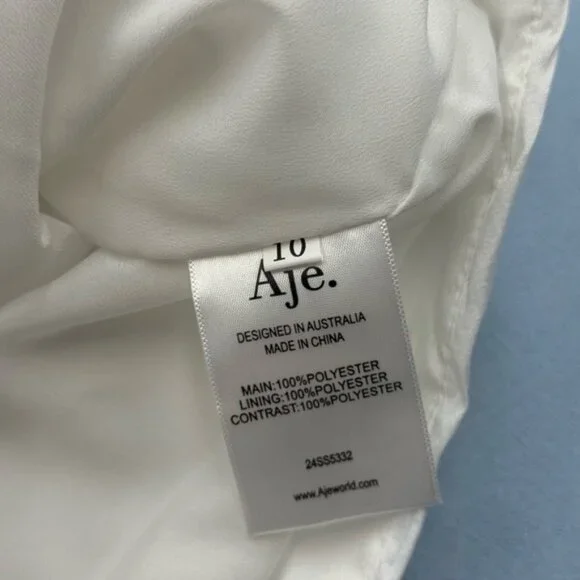 10
Aje.
DESIGNED IN AUSTRALIA
MADE IN CHINA
MAIN:100%POLYESTER
LINING:100%POLYESTER
CONTRAST:100%POLYESTER
24SS5332
www.Ajeworld.com